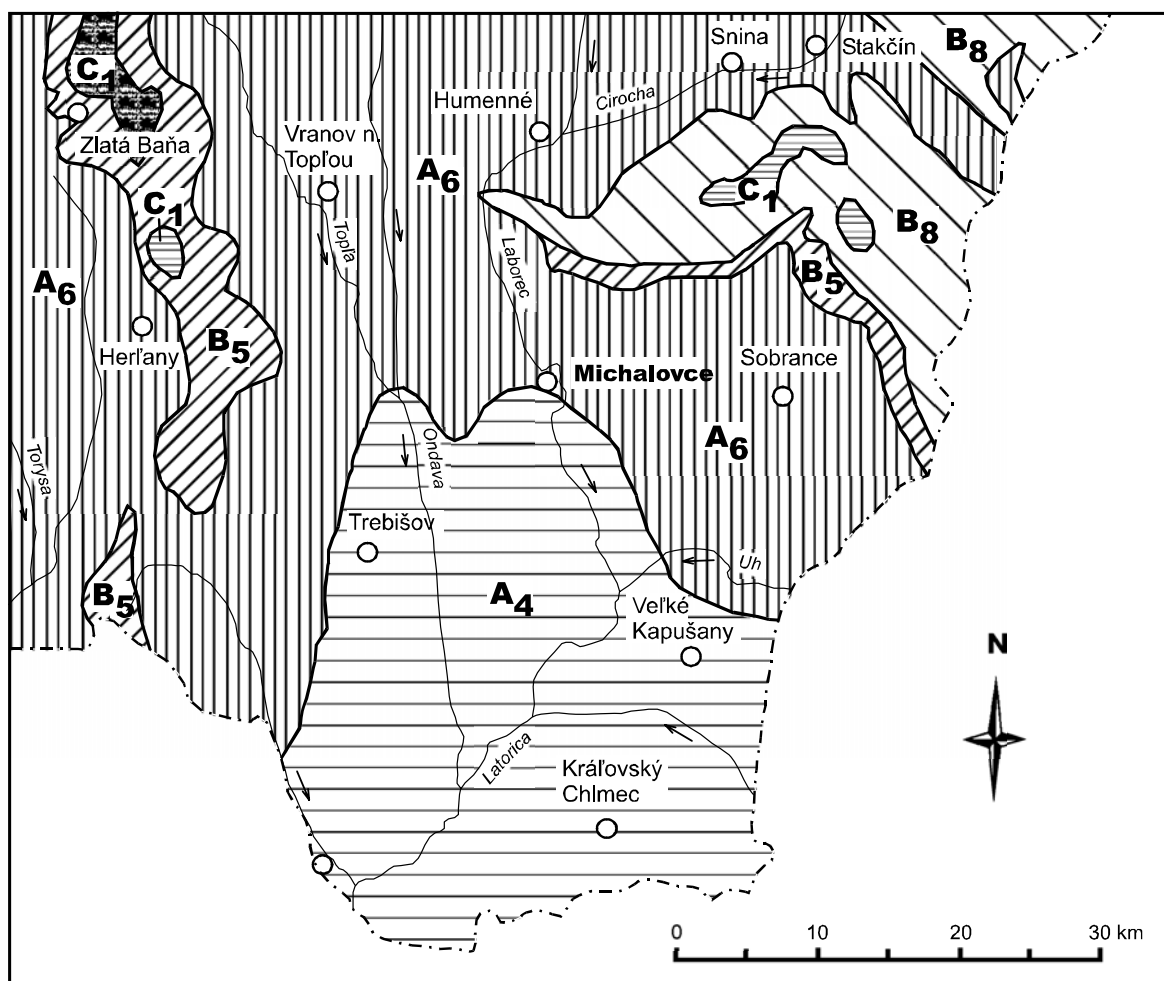 C1
Zlatá Baňa
Vranov n.
Topľou
Humenné
Snina
Stakčín
B8
Cirocha
A6
C1
Topľa
Laborec
C1
B8
A6
B5
Herľany
B5
Michalovce
Sobrance
Torysa
Ondava
A6
Trebišov
Uh
B5
A4
Veľké
Kapušany
N
Latorica
Kráľovský
Chlmec
0 10 20 30 km